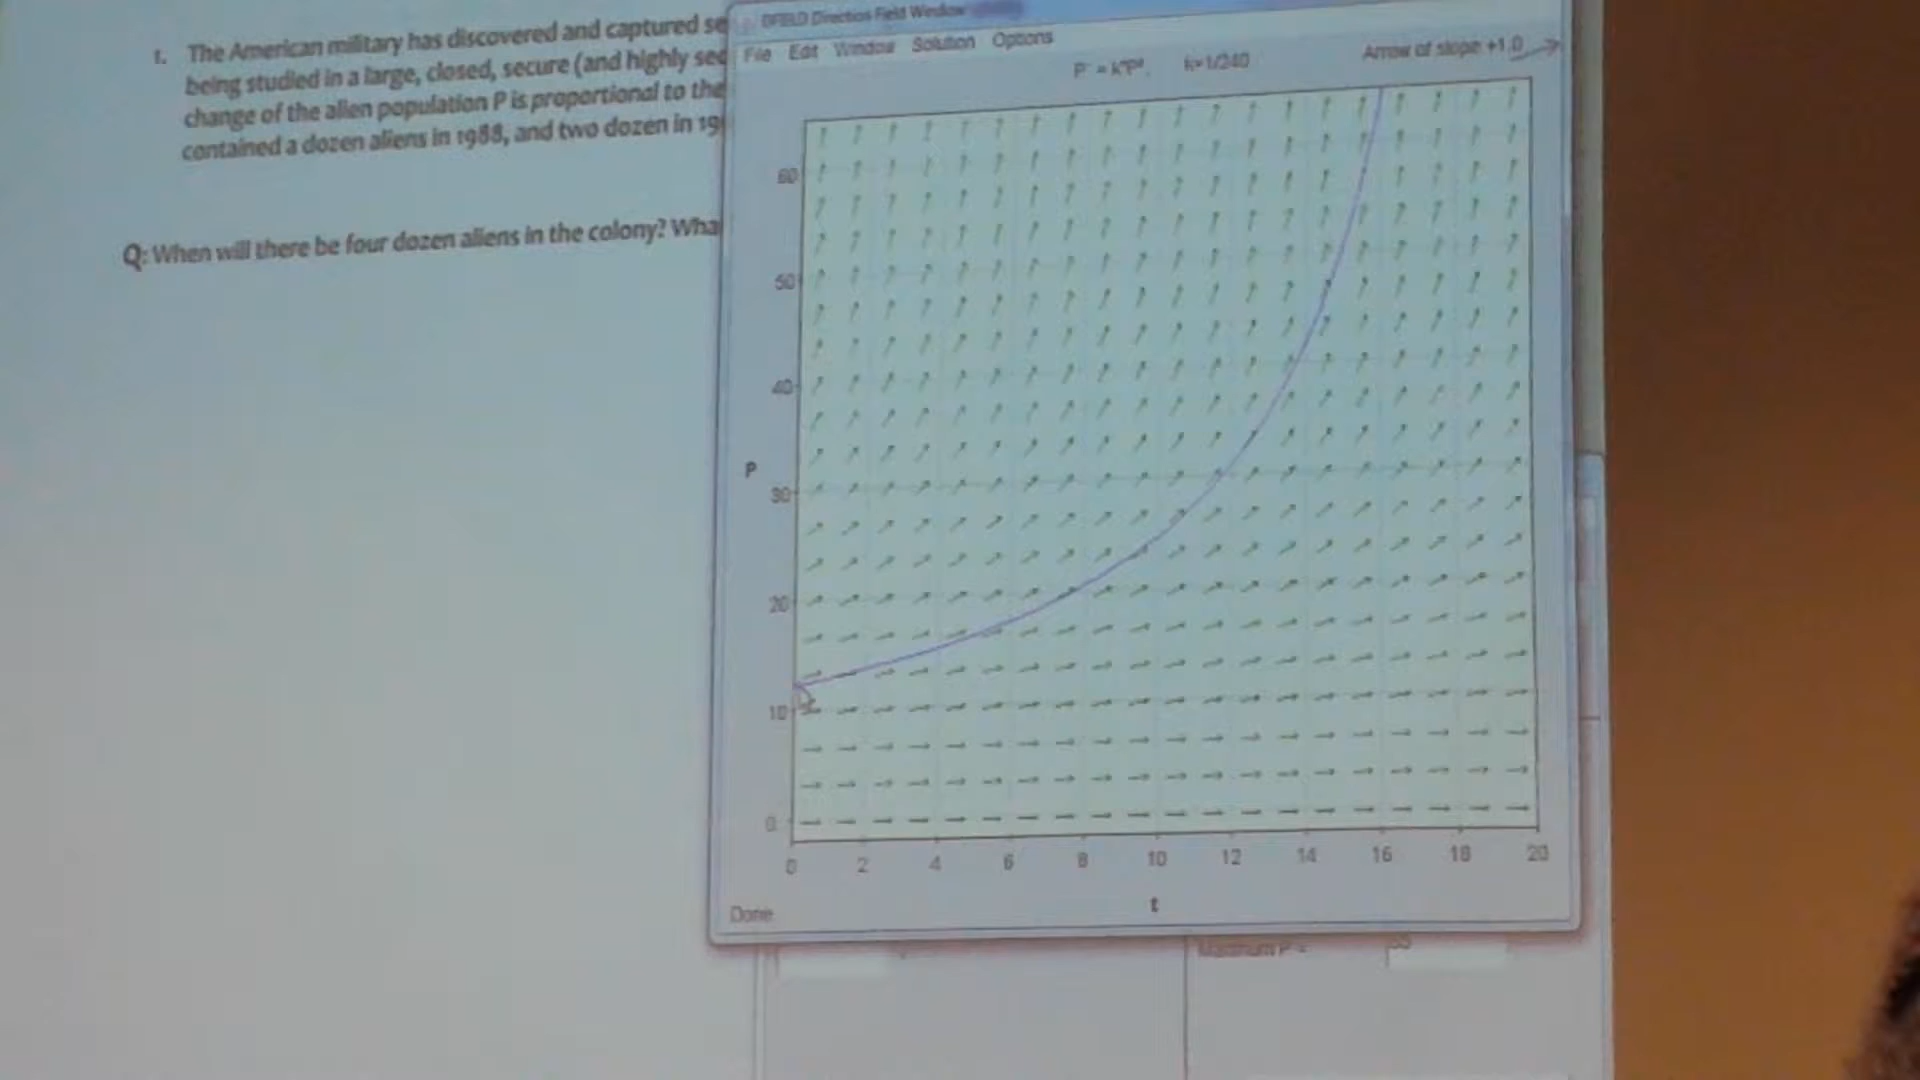 1. The American military has discovered and captured se
being studied in a large, closed, secure (and highly sec
change of the alien population P is proportional to the
contained a dozen aliens in 1988, and two dozen in 19
Q: When will there be four dozen aliens in the colony? Wha
DFIELD Direction Field Window
File Edit Window Solution Options
k=1/240
Arrow of slope +1.0
60
50
40
P
30
20
10
0
0 2 4 6 8 10 12 14 16 18 20
t
Done
Maximum P =